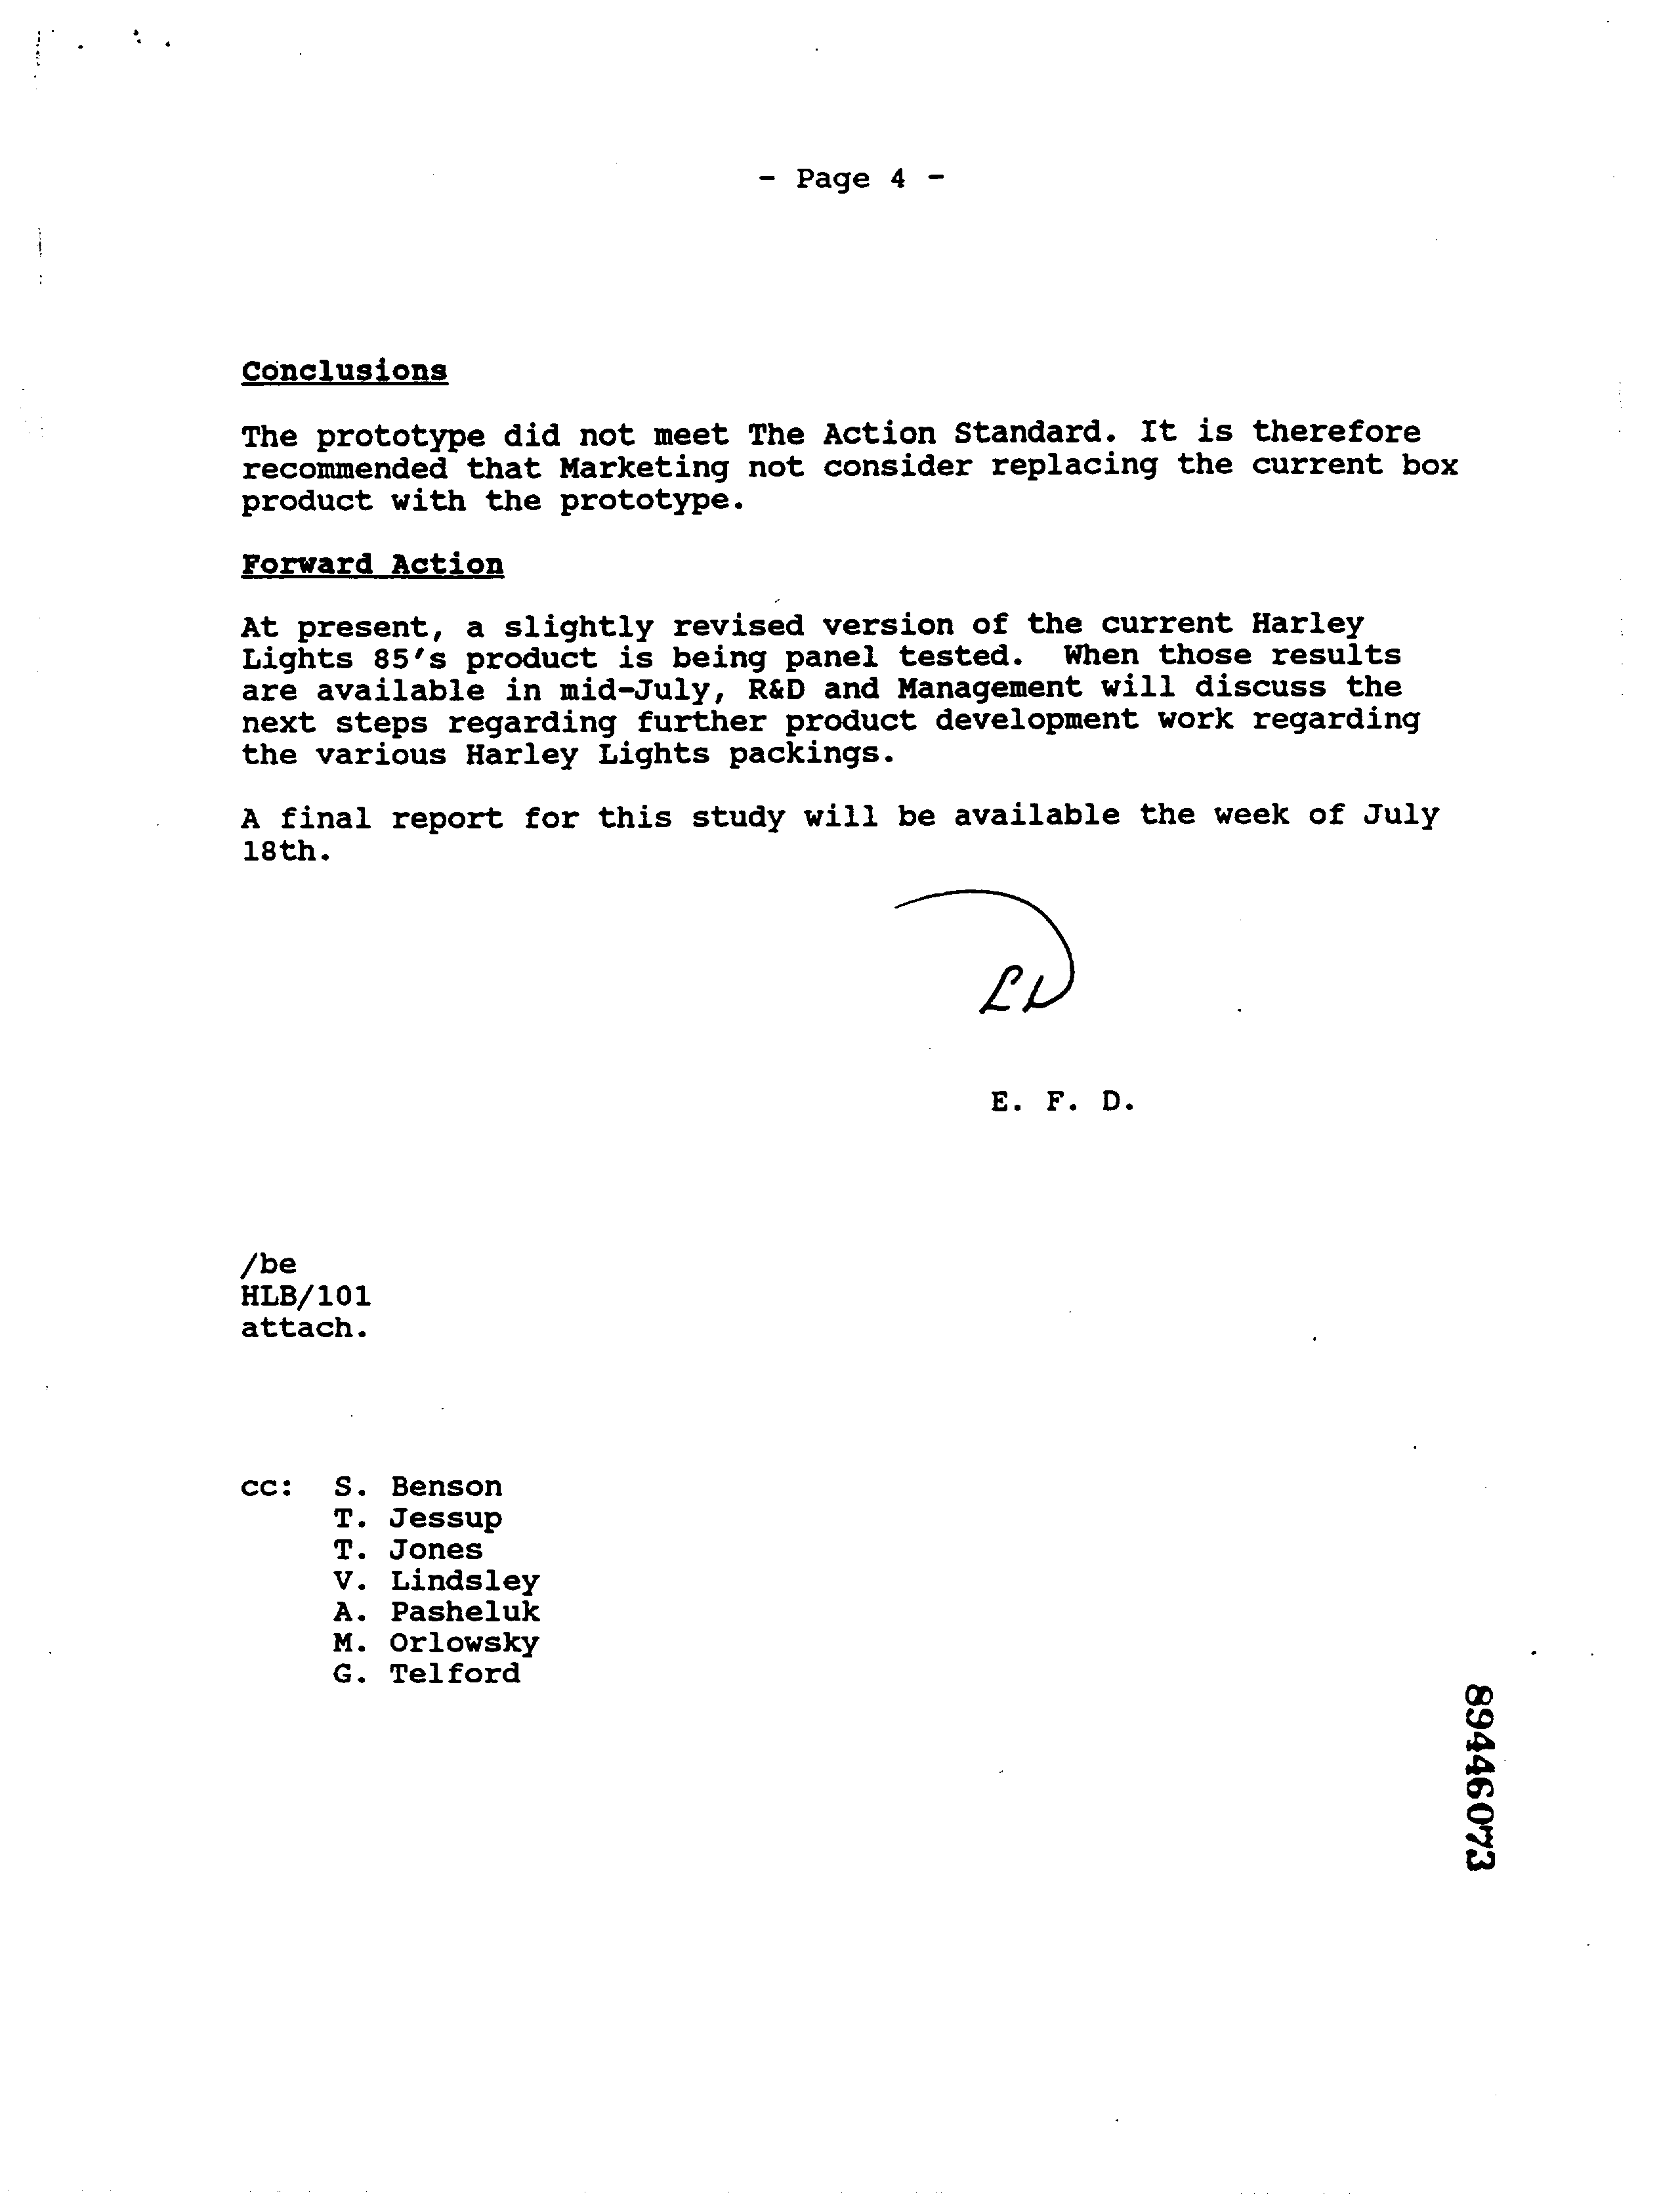 - Page 4 -
Conclusions
The prototype did not meet The Action Standard. It is therefore
recommended that Marketing not consider replacing the current box
product with the prototype.
Forward Action
At present, a slightly revised version of the current Harley
Lights 85's product is being panel tested. When those results
are available in mid-July, R&D and Management will discuss the
next steps regarding further product development work regarding
the various Harley Lights packings.
A final report for this study will be available the week of July
18th.
E. F. D.
/be
HLB/101
attach.
cc: S. Benson
T. Jessup
T. Jones
V. Lindsley
A. Pasheluk
M. Orlowsky
G. Telford
89446073